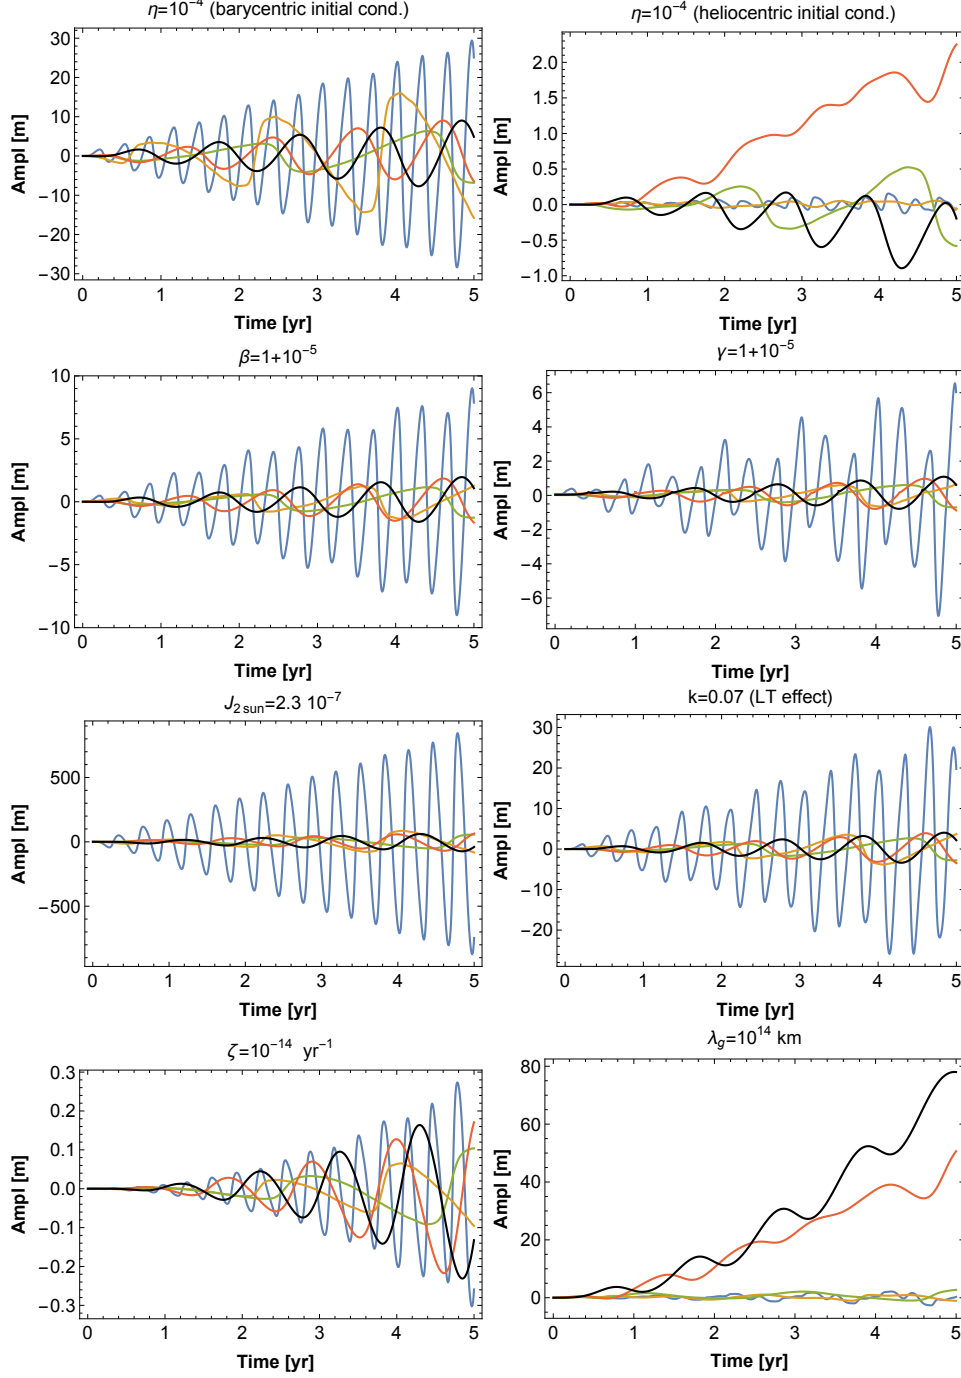 η=10⁻⁴ (barycentric initial cond.)
30
20
10
0
−10
−20
−30
Ampl [m]
0 1 2 3 4 5
Time [yr]
η=10⁻⁴ (heliocentric initial cond.)
2.0
1.5
1.0
0.5
0.0
−0.5
−1.0
Ampl [m]
0 1 2 3 4 5
Time [yr]
β=1+10⁻⁵
10
5
0
−5
−10
Ampl [m]
0 1 2 3 4 5
Time [yr]
γ=1+10⁻⁵
6
4
2
0
−2
−4
−6
Ampl [m]
0 1 2 3 4 5
Time [yr]
J₂ sun=2.3 10⁻⁷
500
0
−500
Ampl [m]
0 1 2 3 4 5
Time [yr]
k=0.07 (LT effect)
30
20
10
0
−10
−20
Ampl [m]
0 1 2 3 4 5
Time [yr]
ζ=10⁻¹⁴ yr⁻¹
0.3
0.2
0.1
0.0
−0.1
−0.2
−0.3
Ampl [m]
0 1 2 3 4 5
Time [yr]
λg=10¹⁴ km
80
60
40
20
0
Ampl [m]
0 1 2 3 4 5
Time [yr]